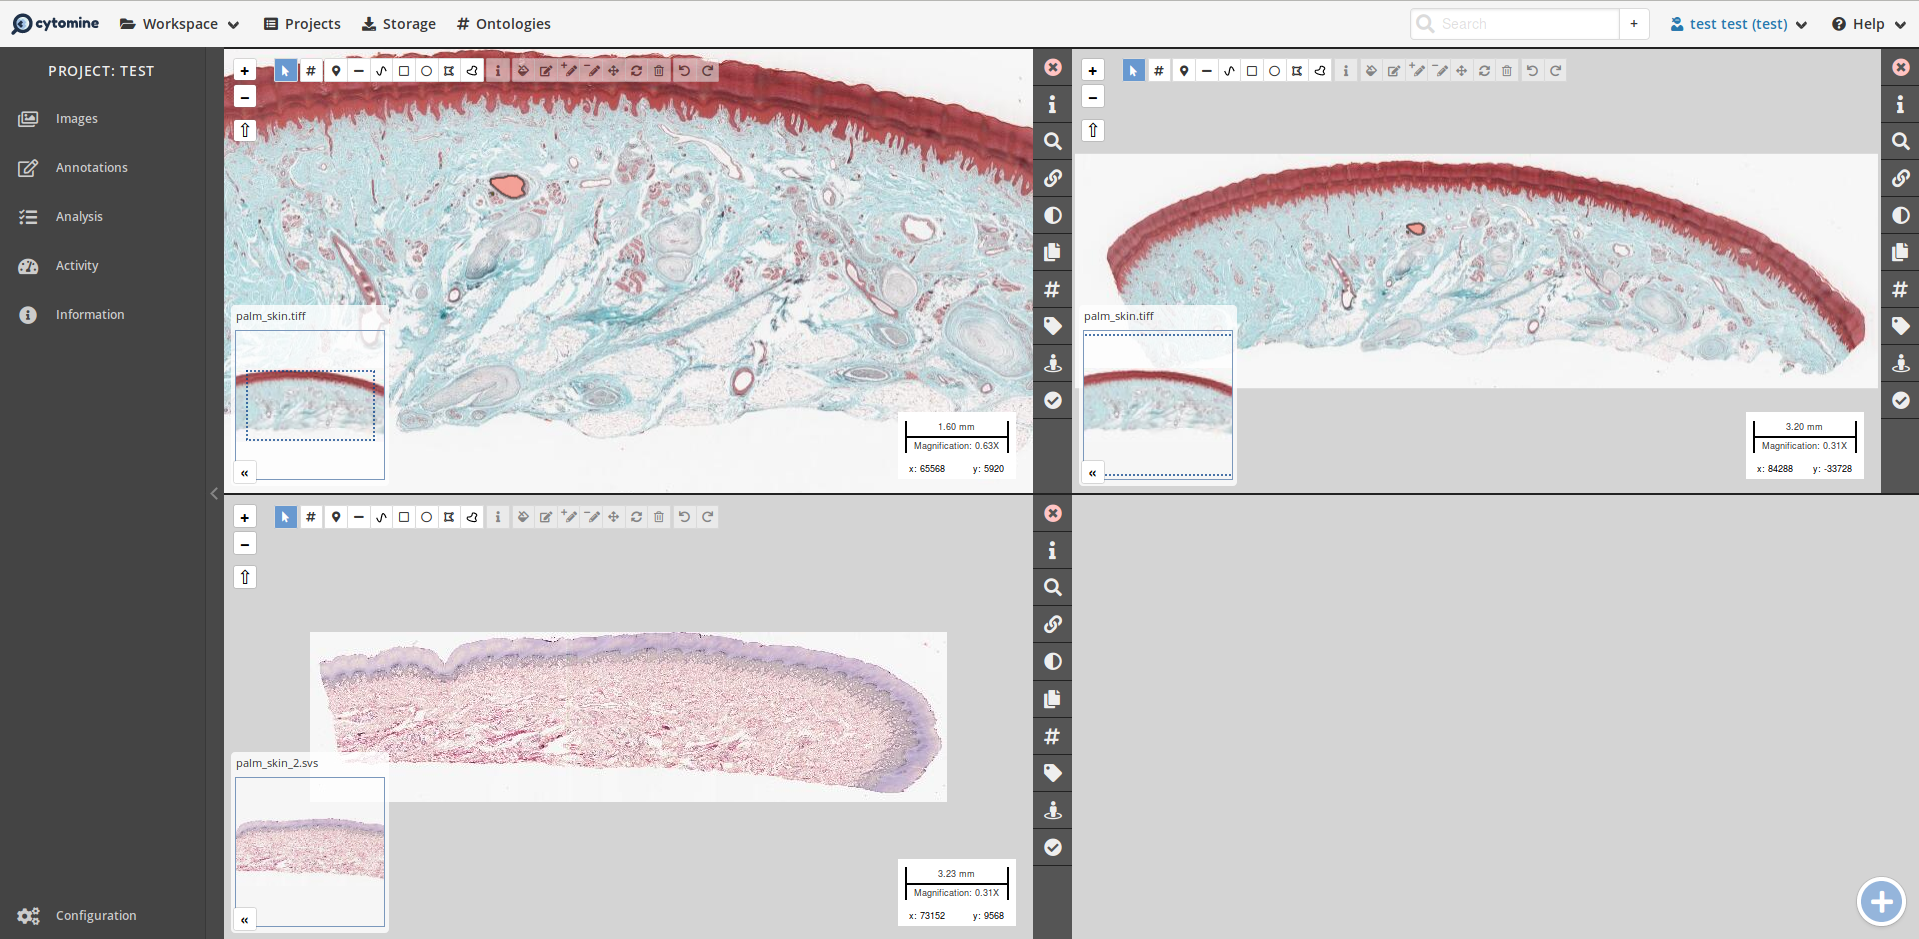 cytomine Workspace Projects Storage Ontologies Search + test test (test) Help
PROJECT: TEST
Images
Annotations
Analysis
Activity
Information
Configuration
palm_skin.tiff
1.60 mm
Magnification: 0.63X
x: 65568 y: 5920
palm_skin.tiff
3.20 mm
Magnification: 0.31X
x: 84288 y: -33728
palm_skin_2.svs
3.23 mm
Magnification: 0.31X
x: 73152 y: 9568